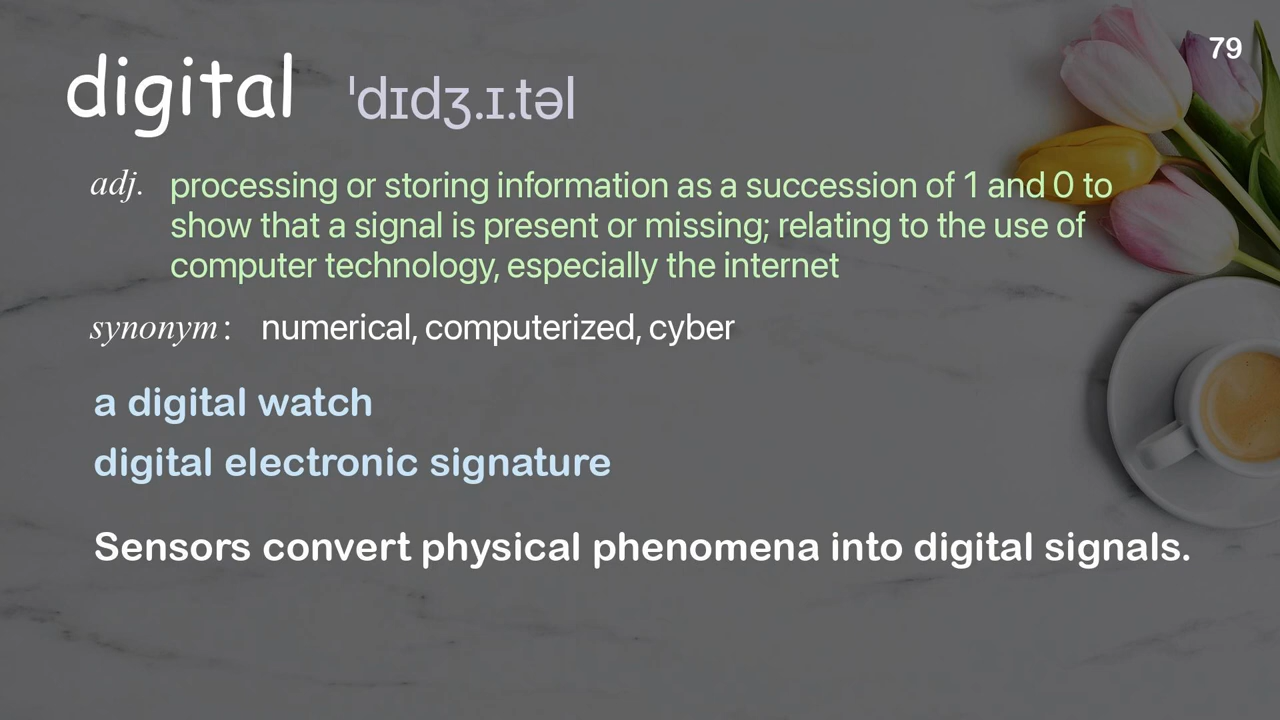 79
digital ˈdɪdʒ.ɪ.təl
adj. processing or storing information as a succession of 1 and 0 to
show that a signal is present or missing; relating to the use of
computer technology, especially the internet
synonym: numerical, computerized, cyber
a digital watch
digital electronic signature
Sensors convert physical phenomena into digital signals.